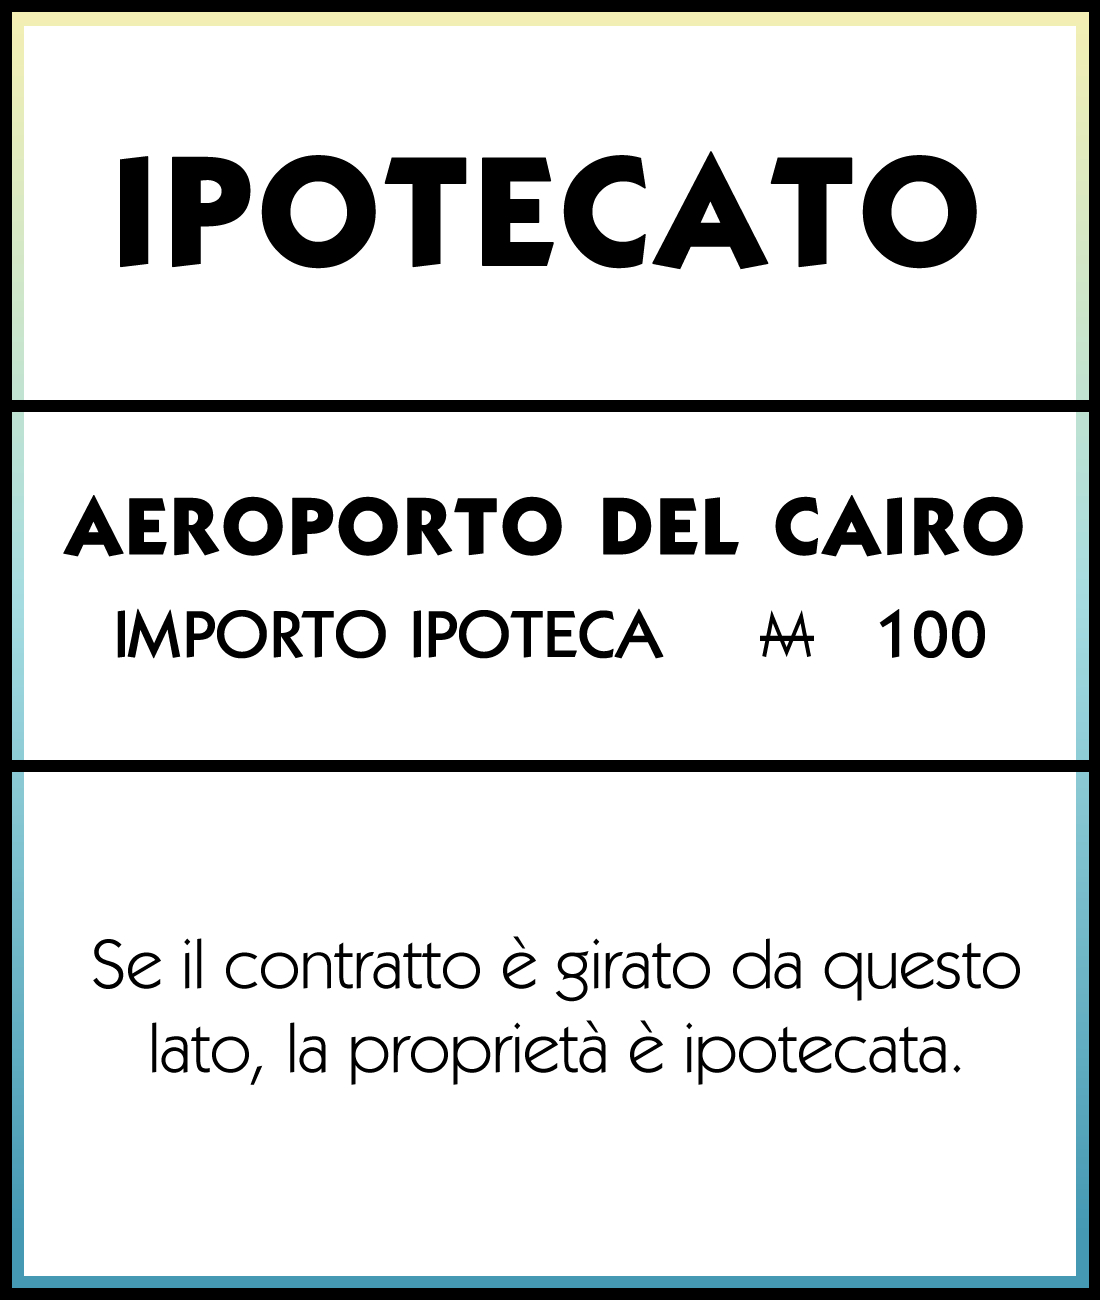 IPOTECATO
AEROPORTO DEL CAIRO
IMPORTO IPOTECA M 100
Se il contratto è girato da questo
lato, la proprietà è ipotecata.